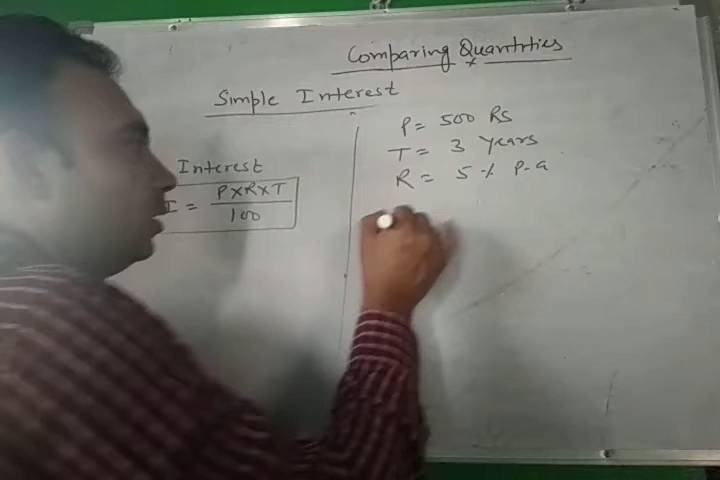 Comparing Quantities
Simple Interest
Interest
I = P×R×T
100
P = 500 Rs
T = 3 years
R = 5 % P-a